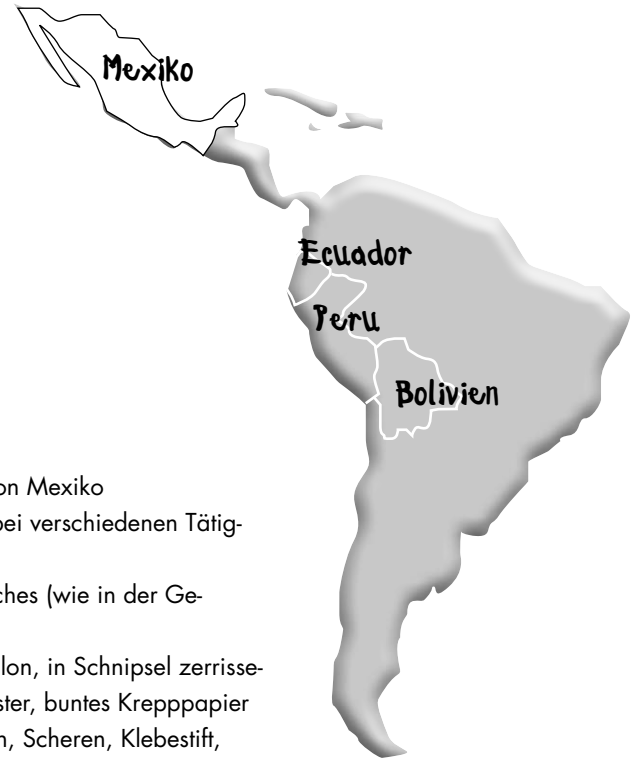 Mexiko
Ecuador
Peru
Bolivien
on Mexiko
bei verschiedenen Tätig-
ches (wie in der Ge-
lon, in Schnipsel zerrisse-
ster, buntes Krepppapier
n, Scheren, Klebestift,